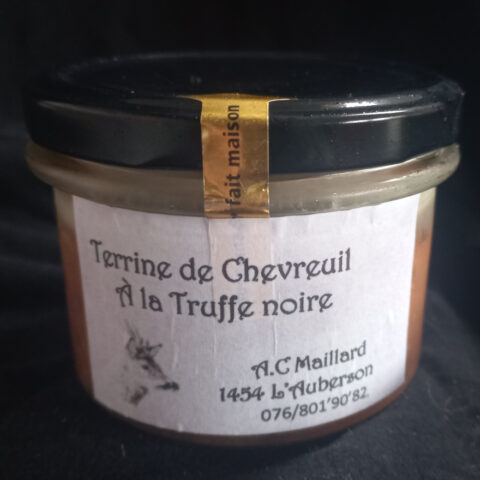 fait maison
Terrine de Chevreuil
À la Truffe noire
A.C Maillard
1454 L'Auberson
076/801'90'82